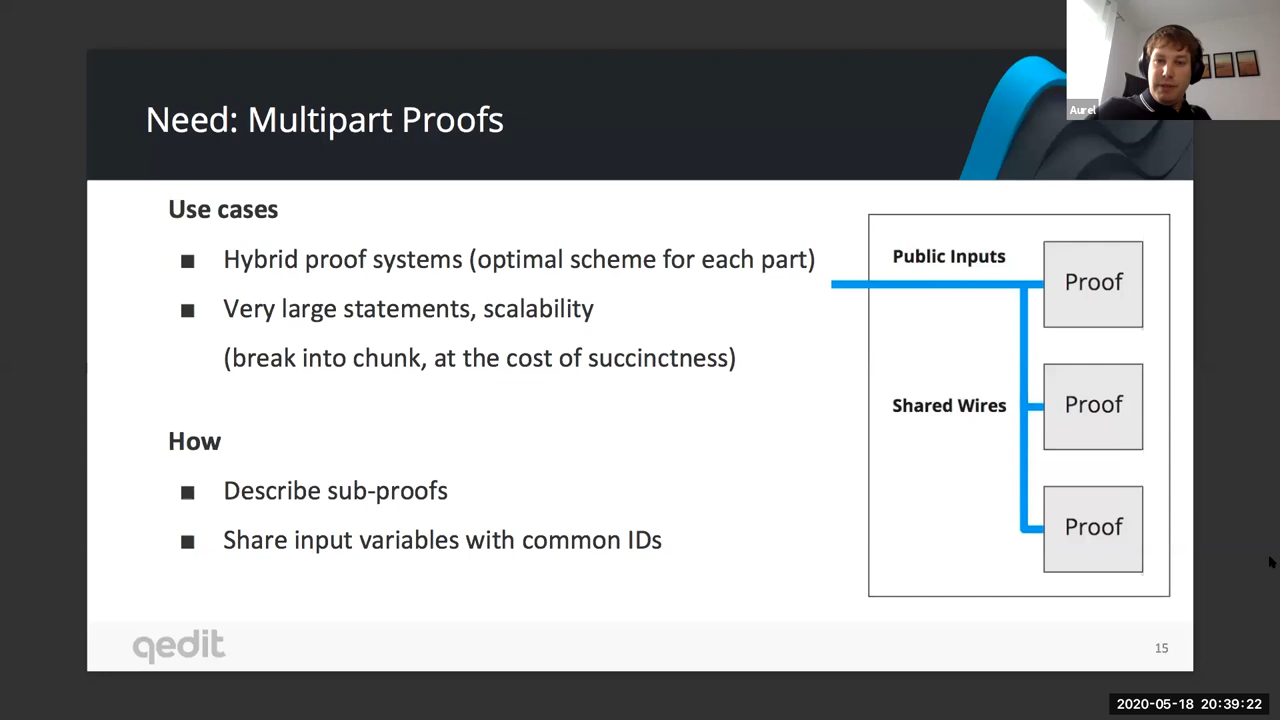 Aurel
Need: Multipart Proofs
Use cases
■ Hybrid proof systems (optimal scheme for each part)
■ Very large statements, scalability
(break into chunk, at the cost of succinctness)
How
■ Describe sub-proofs
■ Share input variables with common IDs
Public Inputs
Proof
Shared Wires
Proof
Proof
qedit
15
2020-05-18 20:39:22